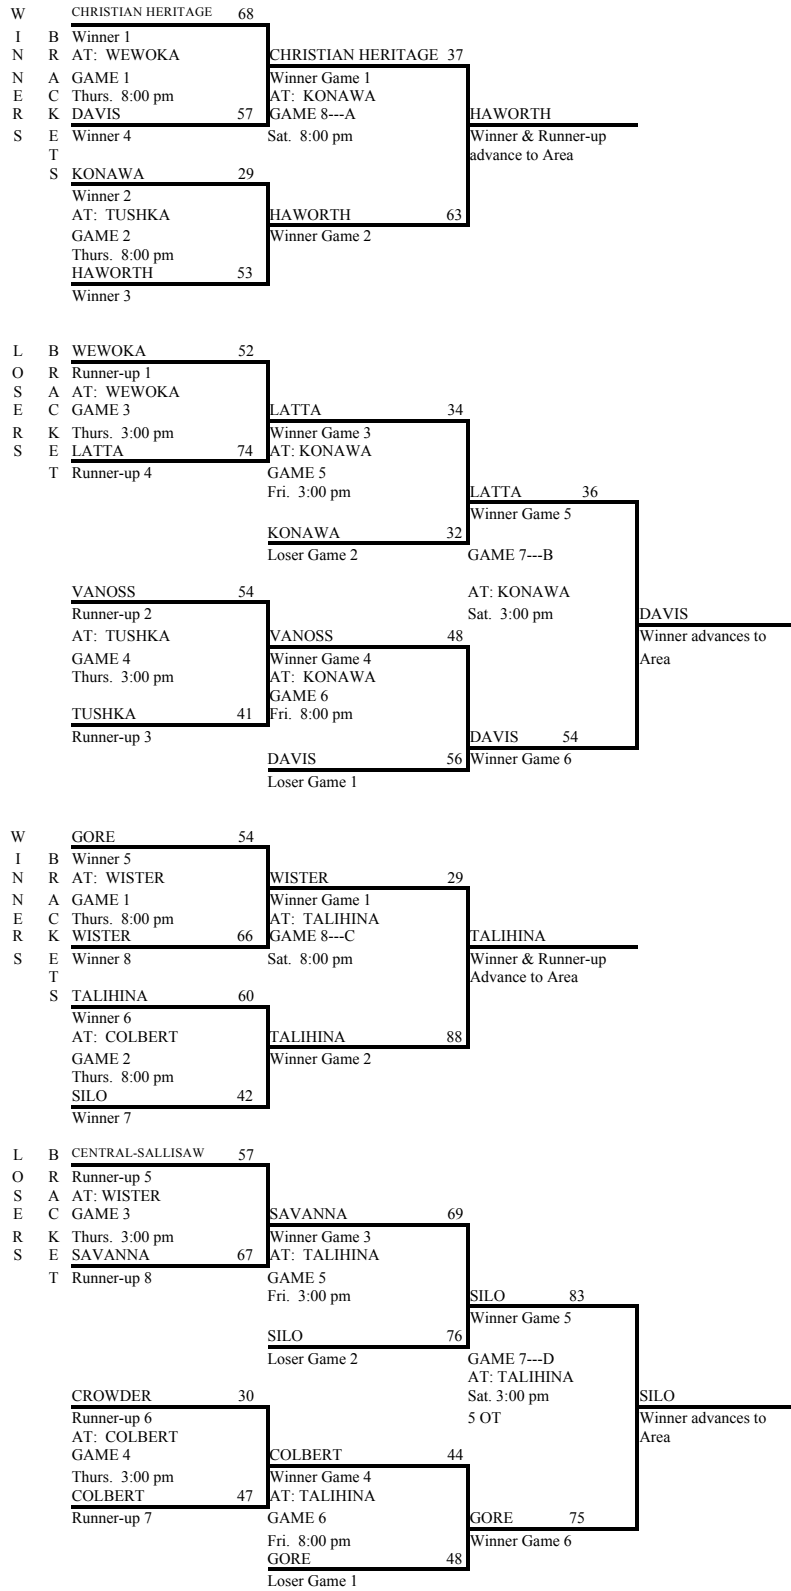 W CHRISTIAN HERITAGE 68
I B Winner 1
N R AT: WEWOKA CHRISTIAN HERITAGE 37
N A GAME 1 Winner Game 1
E C Thurs. 8:00 pm AT: KONAWA
R K DAVIS 57 GAME 8---A HAWORTH
S E Winner 4 Sat. 8:00 pm Winner & Runner-up
T advance to Area
S KONAWA 29
Winner 2
AT: TUSHKA HAWORTH 63
GAME 2 Winner Game 2
Thurs. 8:00 pm
HAWORTH 53
Winner 3
L B WEWOKA 52
O R Runner-up 1
S A AT: WEWOKA
E C GAME 3 LATTA 34
R K Thurs. 3:00 pm Winner Game 3
S E LATTA 74 AT: KONAWA
T Runner-up 4 GAME 5
Fri. 3:00 pm LATTA 36
Winner Game 5
KONAWA 32
Loser Game 2 GAME 7---B
VANOSS 54 AT: KONAWA
Runner-up 2 Sat. 3:00 pm DAVIS
AT: TUSHKA VANOSS 48 Winner advances to
GAME 4 Winner Game 4 Area
Thurs. 3:00 pm AT: KONAWA
GAME 6
TUSHKA 41 Fri. 8:00 pm
Runner-up 3 DAVIS 54
DAVIS 56 Winner Game 6
Loser Game 1
W GORE 54
I B Winner 5
N R AT: WISTER WISTER 29
N A GAME 1 Winner Game 1
E C Thurs. 8:00 pm AT: TALIHINA
R K WISTER 66 GAME 8---C TALIHINA
S E Winner 8 Sat. 8:00 pm Winner & Runner-up
T Advance to Area
S TALIHINA 60
Winner 6
AT: COLBERT TALIHINA 88
GAME 2 Winner Game 2
Thurs. 8:00 pm
SILO 42
Winner 7
L B CENTRAL-SALLISAW 57
O R Runner-up 5
S A AT: WISTER
E C GAME 3 SAVANNA 69
R K Thurs. 3:00 pm Winner Game 3
S E SAVANNA 67 AT: TALIHINA
T Runner-up 8 GAME 5
Fri. 3:00 pm SILO 83
Winner Game 5
SILO 76
Loser Game 2 GAME 7---D
AT: TALIHINA
CROWDER 30 Sat. 3:00 pm SILO
Runner-up 6 5 OT Winner advances to
AT: COLBERT Area
GAME 4 COLBERT 44
Thurs. 3:00 pm Winner Game 4
COLBERT 47 AT: TALIHINA
Runner-up 7 GAME 6 GORE 75
Fri. 8:00 pm Winner Game 6
GORE 48
Loser Game 1